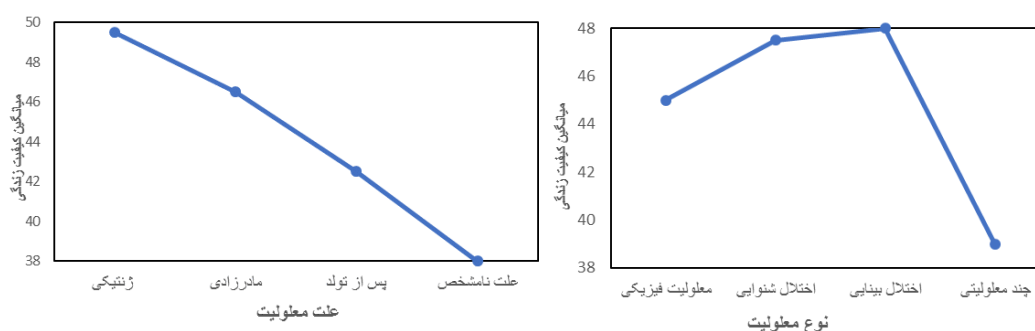 میانگین کیفیت زندگی
50
46
44
42
40
38
ژنتیکی مادرزادی پس از تولد علت نامشخص
علت معلولیت
میانگین کیفیت زندگی
48
46
44
42
40
38
معلولیت فیزیکی اختلال شنوایی اختلال بینایی چند معلولیتی
نوع معلولیت